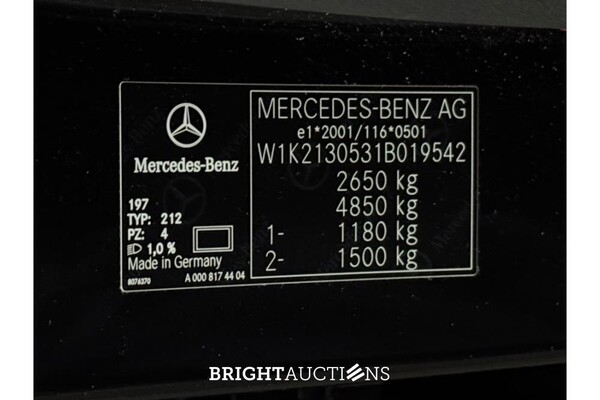 Mercedes-Benz
197
TYP: 212
PZ: 4
1,0 %
Made in Germany
8076370
A 000 817 44 04
MERCEDES-BENZ AG
e1*2001/116*0501
W1K2130531B019542
2650 kg
4850 kg
1- 1180 kg
2- 1500 kg
BRIGHTAUCTIONS